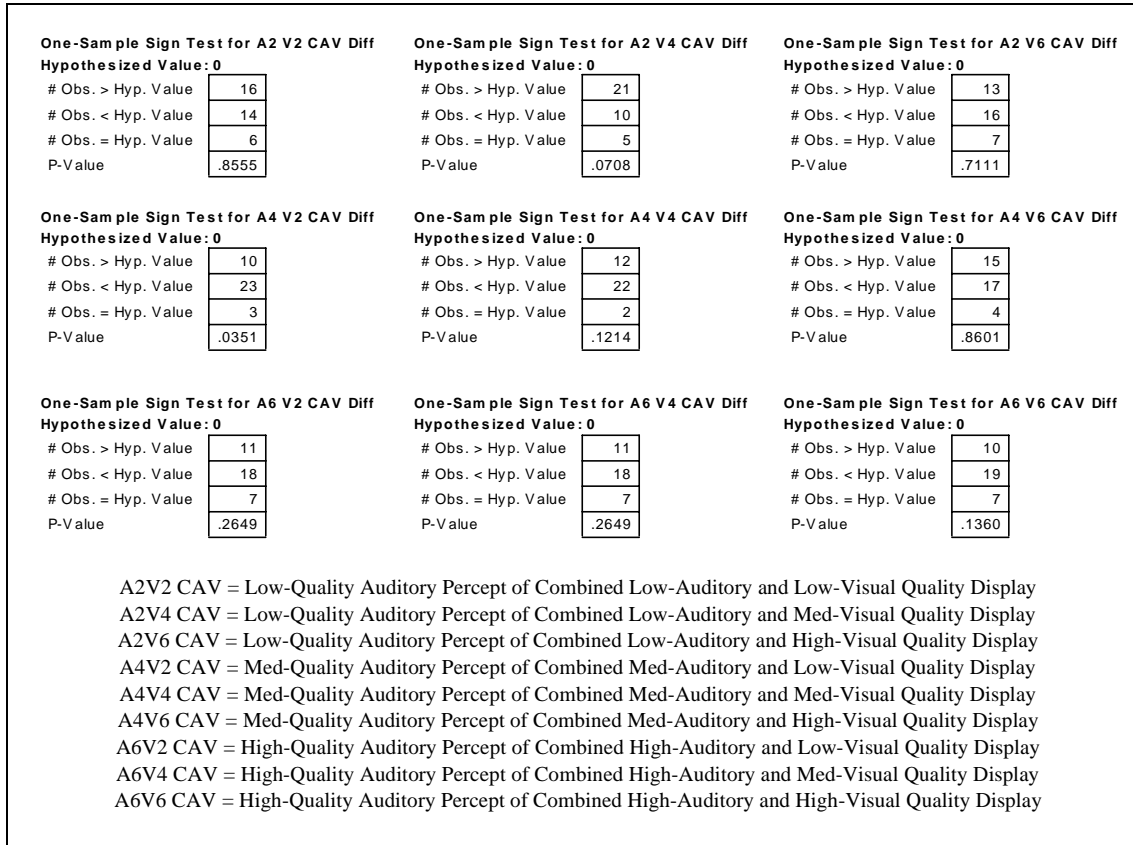 One-Sample Sign Test for A2 V2 CAV Diff
Hypothesized Value: 0
# Obs. > Hyp. Value 16
# Obs. < Hyp. Value 14
# Obs. = Hyp. Value 6
P-Value .8555
One-Sample Sign Test for A2 V4 CAV Diff
Hypothesized Value: 0
# Obs. > Hyp. Value 21
# Obs. < Hyp. Value 10
# Obs. = Hyp. Value 5
P-Value .0708
One-Sample Sign Test for A2 V6 CAV Diff
Hypothesized Value: 0
# Obs. > Hyp. Value 13
# Obs. < Hyp. Value 16
# Obs. = Hyp. Value 7
P-Value .7111
One-Sample Sign Test for A4 V2 CAV Diff
Hypothesized Value: 0
# Obs. > Hyp. Value 10
# Obs. < Hyp. Value 23
# Obs. = Hyp. Value 3
P-Value .0351
One-Sample Sign Test for A4 V4 CAV Diff
Hypothesized Value: 0
# Obs. > Hyp. Value 12
# Obs. < Hyp. Value 22
# Obs. = Hyp. Value 2
P-Value .1214
One-Sample Sign Test for A4 V6 CAV Diff
Hypothesized Value: 0
# Obs. > Hyp. Value 15
# Obs. < Hyp. Value 17
# Obs. = Hyp. Value 4
P-Value .8601
One-Sample Sign Test for A6 V2 CAV Diff
Hypothesized Value: 0
# Obs. > Hyp. Value 11
# Obs. < Hyp. Value 18
# Obs. = Hyp. Value 7
P-Value .2649
One-Sample Sign Test for A6 V4 CAV Diff
Hypothesized Value: 0
# Obs. > Hyp. Value 11
# Obs. < Hyp. Value 18
# Obs. = Hyp. Value 7
P-Value .2649
One-Sample Sign Test for A6 V6 CAV Diff
Hypothesized Value: 0
# Obs. > Hyp. Value 10
# Obs. < Hyp. Value 19
# Obs. = Hyp. Value 7
P-Value .1360
A2V2 CAV = Low-Quality Auditory Percept of Combined Low-Auditory and Low-Visual Quality Display
A2V4 CAV = Low-Quality Auditory Percept of Combined Low-Auditory and Med-Visual Quality Display
A2V6 CAV = Low-Quality Auditory Percept of Combined Low-Auditory and High-Visual Quality Display
A4V2 CAV = Med-Quality Auditory Percept of Combined Med-Auditory and Low-Visual Quality Display
A4V4 CAV = Med-Quality Auditory Percept of Combined Med-Auditory and Med-Visual Quality Display
A4V6 CAV = Med-Quality Auditory Percept of Combined Med-Auditory and High-Visual Quality Display
A6V2 CAV = High-Quality Auditory Percept of Combined High-Auditory and Low-Visual Quality Display
A6V4 CAV = High-Quality Auditory Percept of Combined High-Auditory and Med-Visual Quality Display
A6V6 CAV = High-Quality Auditory Percept of Combined High-Auditory and High-Visual Quality Display